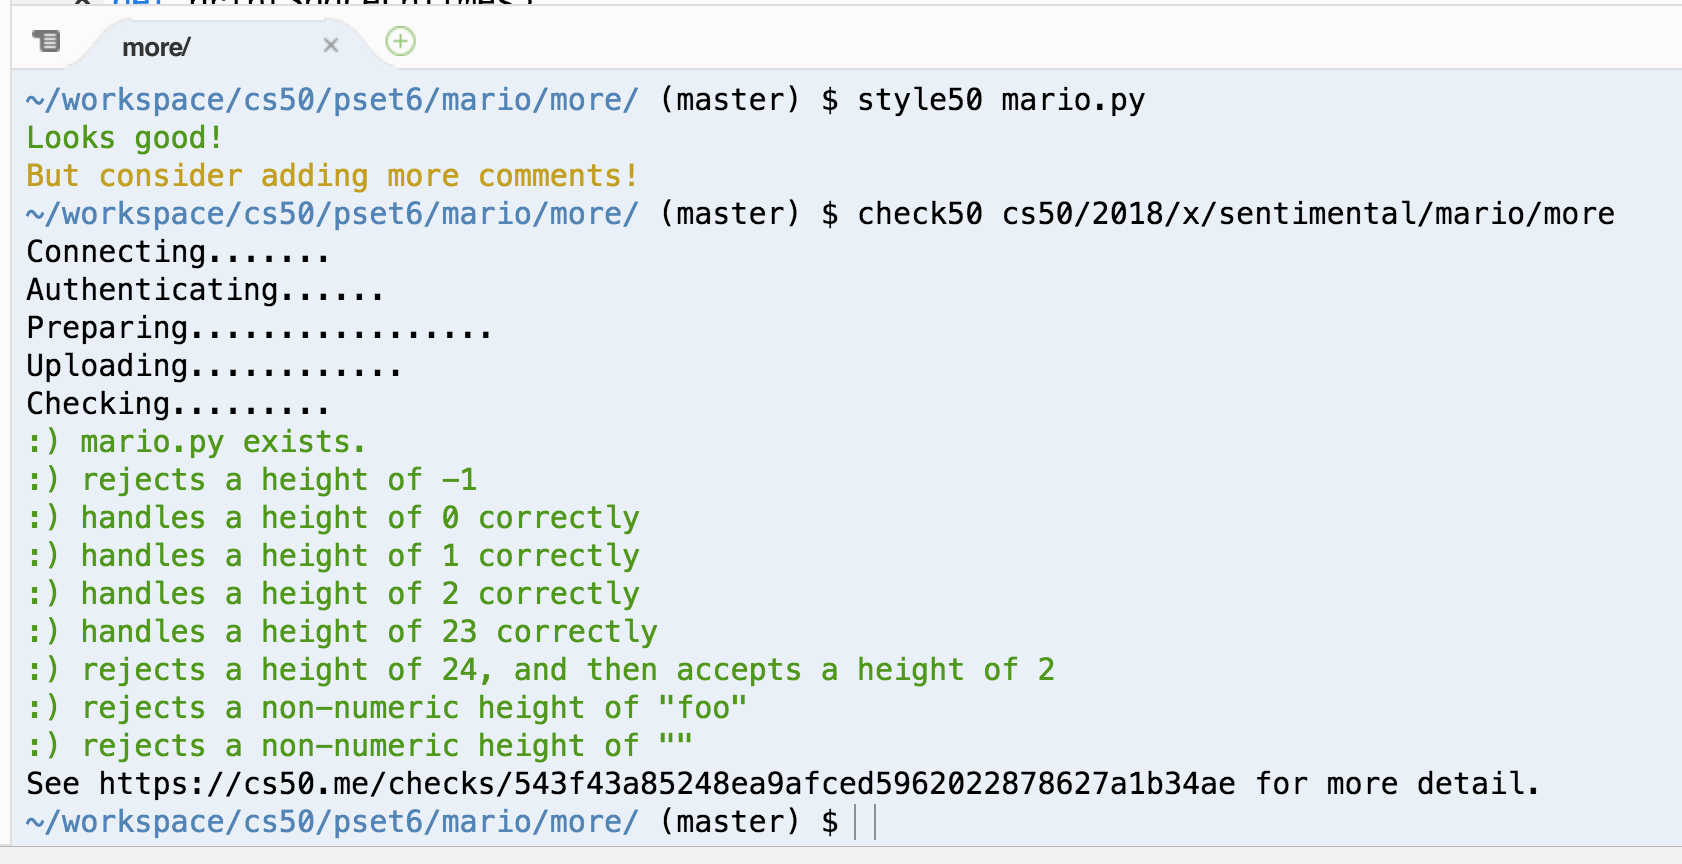 more/
~/workspace/cs50/pset6/mario/more/ (master) $ style50 mario.py
Looks good!
But consider adding more comments!
~/workspace/cs50/pset6/mario/more/ (master) $ check50 cs50/2018/x/sentimental/mario/more
Connecting.......
Authenticating......
Preparing.................
Uploading............
Checking.........
:) mario.py exists.
:) rejects a height of -1
:) handles a height of 0 correctly
:) handles a height of 1 correctly
:) handles a height of 2 correctly
:) handles a height of 23 correctly
:) rejects a height of 24, and then accepts a height of 2
:) rejects a non-numeric height of "foo"
:) rejects a non-numeric height of ""
See https://cs50.me/checks/543f43a85248ea9afced5962022878627a1b34ae for more detail.
~/workspace/cs50/pset6/mario/more/ (master) $